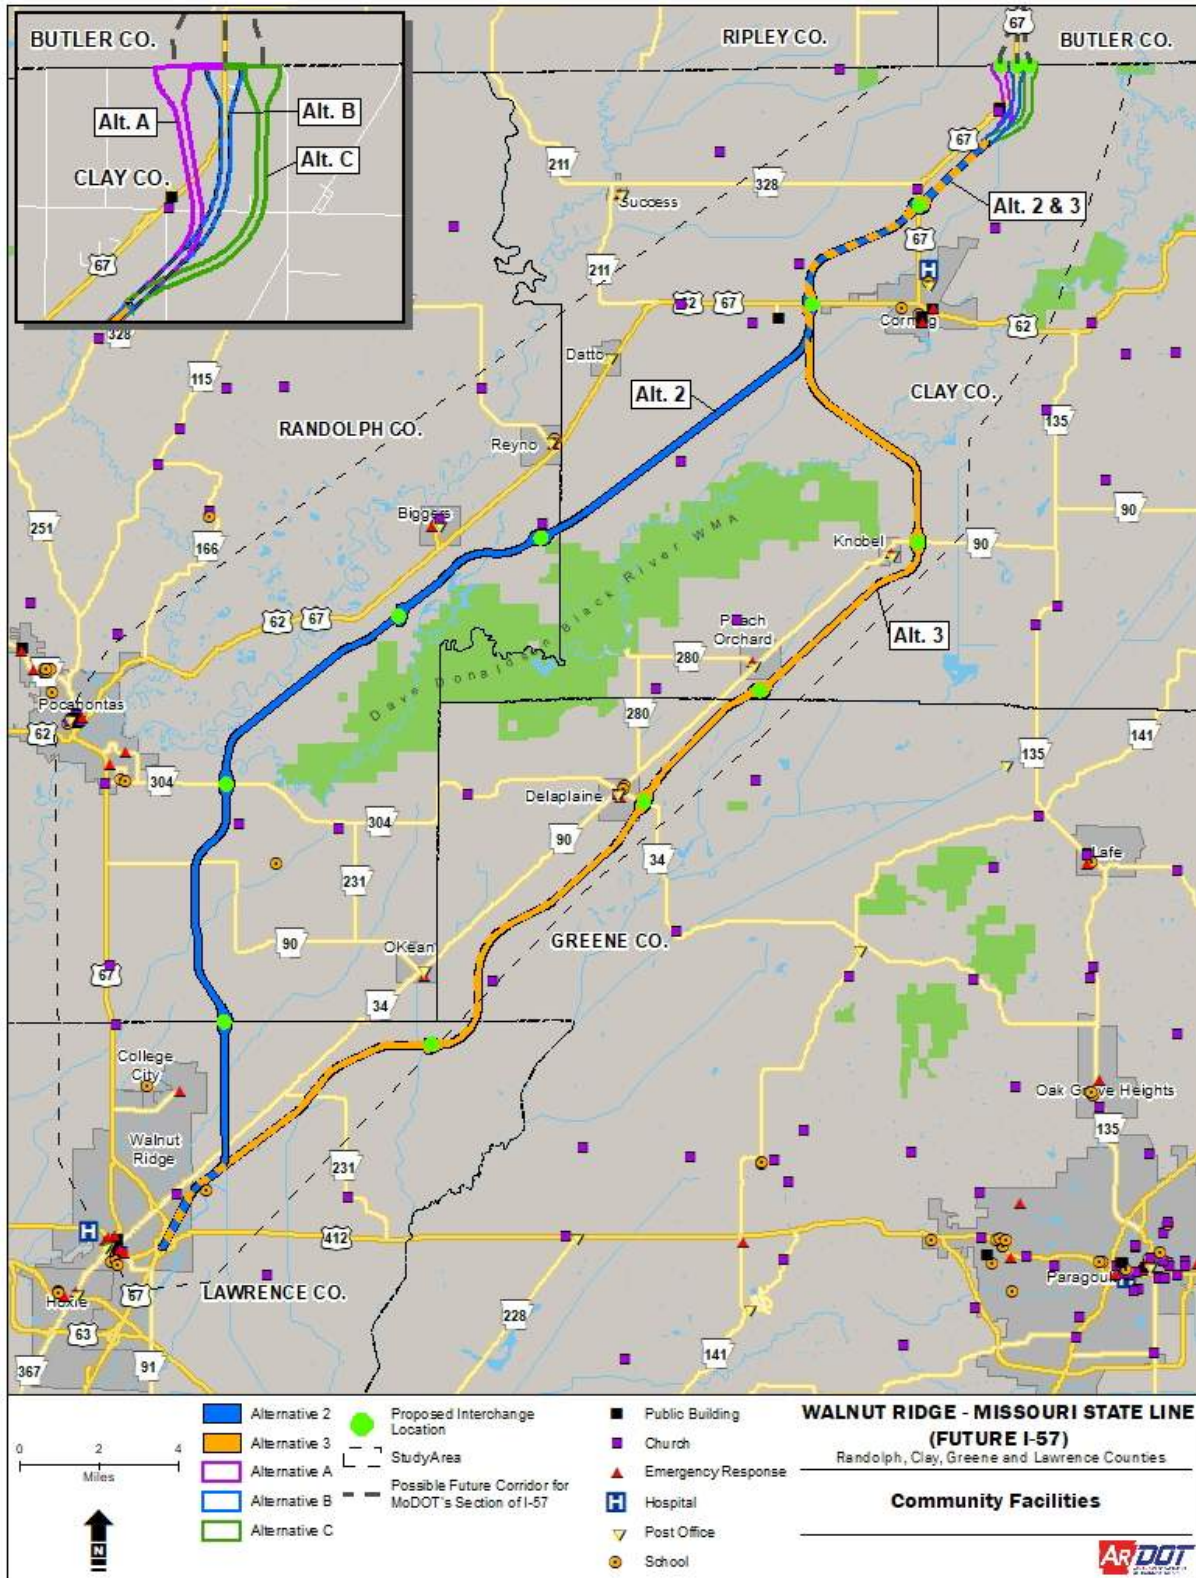 BUTLER CO.
Alt. A
Alt. B
Alt. C
CLAY CO.
67
RIPLEY CO.
67
BUTLER CO.
67
211
328
Success
Alt. 2 & 3
67
211
H
62 67
Corning
62
328
Datto
115
Alt. 2
CLAY CO.
RANDOLPH CO.
135
Reyno
251
Biggers
90
166
Knobel
90
Dave Donaldson Black River WMA
62 67
Peach
Orchard
Alt. 3
280
Pocahontas
62
280
141
135
304
Delaplaine
304
90
34
Lafe
231
GREENE CO.
90
OKean
67
34
College
City
Oak Grove Heights
135
Walnut
Ridge
231
H
412
LAWRENCE CO.
67
Hoxie
Paragould
63
228
141
367
91
0 2 4
Miles
N
Alternative 2
Alternative 3
Alternative A
Alternative B
Alternative C
Proposed Interchange
Location
Study Area
Possible Future Corridor for
MoDOT's Section of I-57
Public Building
Church
Emergency Response
H Hospital
Post Office
School
WALNUT RIDGE - MISSOURI STATE LINE
(FUTURE I-57)
Randolph, Clay, Greene and Lawrence Counties
Community Facilities
ARDOT